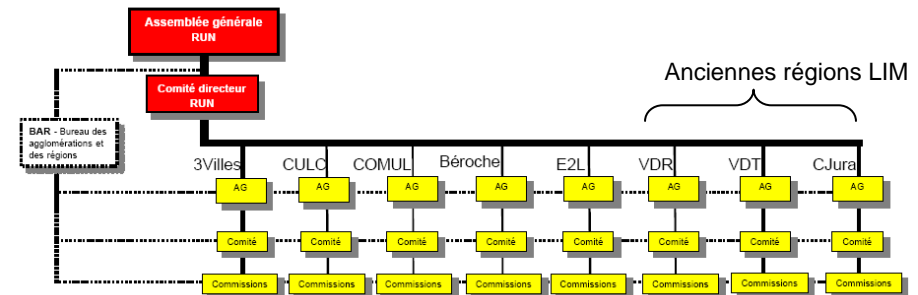 Assemblée générale
RUN
Anciennes régions LIM
Comité directeur
RUN
BAR - Bureau des
agglomérations et
des régions
3Villes CULC COMUL Béroche E2L VDR VDT CJura
AG AG AG AG AG AG AG AG
Comité Comité Comité Comité Comité Comité Comité Comité
Commissions Commissions Commissions Commissions Commissions Commissions Commissions Commissions